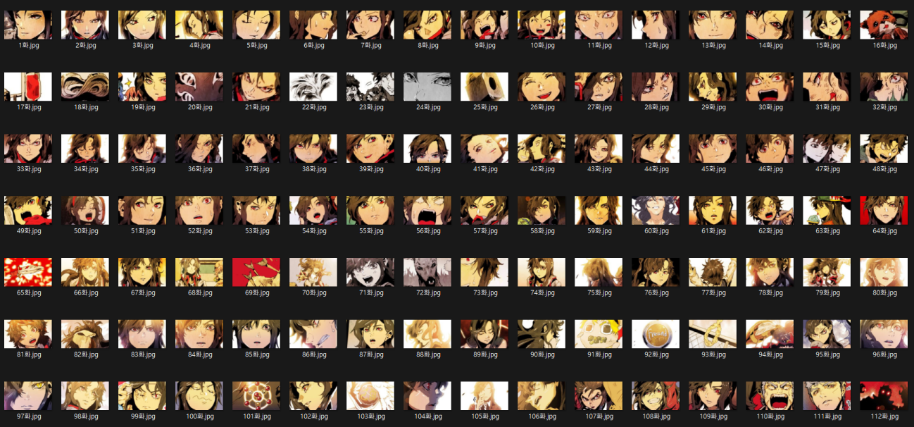 1화.jpg 2화.jpg 3화.jpg 4화.jpg 5화.jpg 6화.jpg 7화.jpg 8화.jpg 9화.jpg 10화.jpg 11화.jpg 12화.jpg 13화.jpg 14화.jpg 15화.jpg 16화.jpg
17화.jpg 18화.jpg 19화.jpg 20화.jpg 21화.jpg 22화.jpg 23화.jpg 24화.jpg 25화.jpg 26화.jpg 27화.jpg 28화.jpg 29화.jpg 30화.jpg 31화.jpg 32화.jpg
33화.jpg 34화.jpg 35화.jpg 36화.jpg 37화.jpg 38화.jpg 39화.jpg 40화.jpg 41화.jpg 42화.jpg 43화.jpg 44화.jpg 45화.jpg 46화.jpg 47화.jpg 48화.jpg
49화.jpg 50화.jpg 51화.jpg 52화.jpg 53화.jpg 54화.jpg 55화.jpg 56화.jpg 57화.jpg 58화.jpg 59화.jpg 60화.jpg 61화.jpg 62화.jpg 63화.jpg 64화.jpg
65화.jpg 66화.jpg 67화.jpg 68화.jpg 69화.jpg 70화.jpg 71화.jpg 72화.jpg 73화.jpg 74화.jpg 75화.jpg 76화.jpg 77화.jpg 78화.jpg 79화.jpg 80화.jpg
81화.jpg 82화.jpg 83화.jpg 84화.jpg 85화.jpg 86화.jpg 87화.jpg 88화.jpg 89화.jpg 90화.jpg 91화.jpg 92화.jpg 93화.jpg 94화.jpg 95화.jpg 96화.jpg
97화.jpg 98화.jpg 99화.jpg 100화.jpg 101화.jpg 102화.jpg 103화.jpg 104화.jpg 105화.jpg 106화.jpg 107화.jpg 108화.jpg 109화.jpg 110화.jpg 111화.jpg 112화.jpg